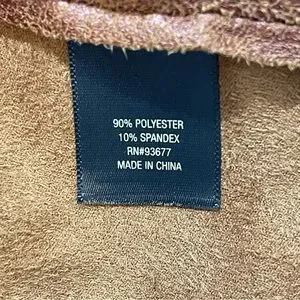 90% POLYESTER
10% SPANDEX
RN#93677
MADE IN CHINA